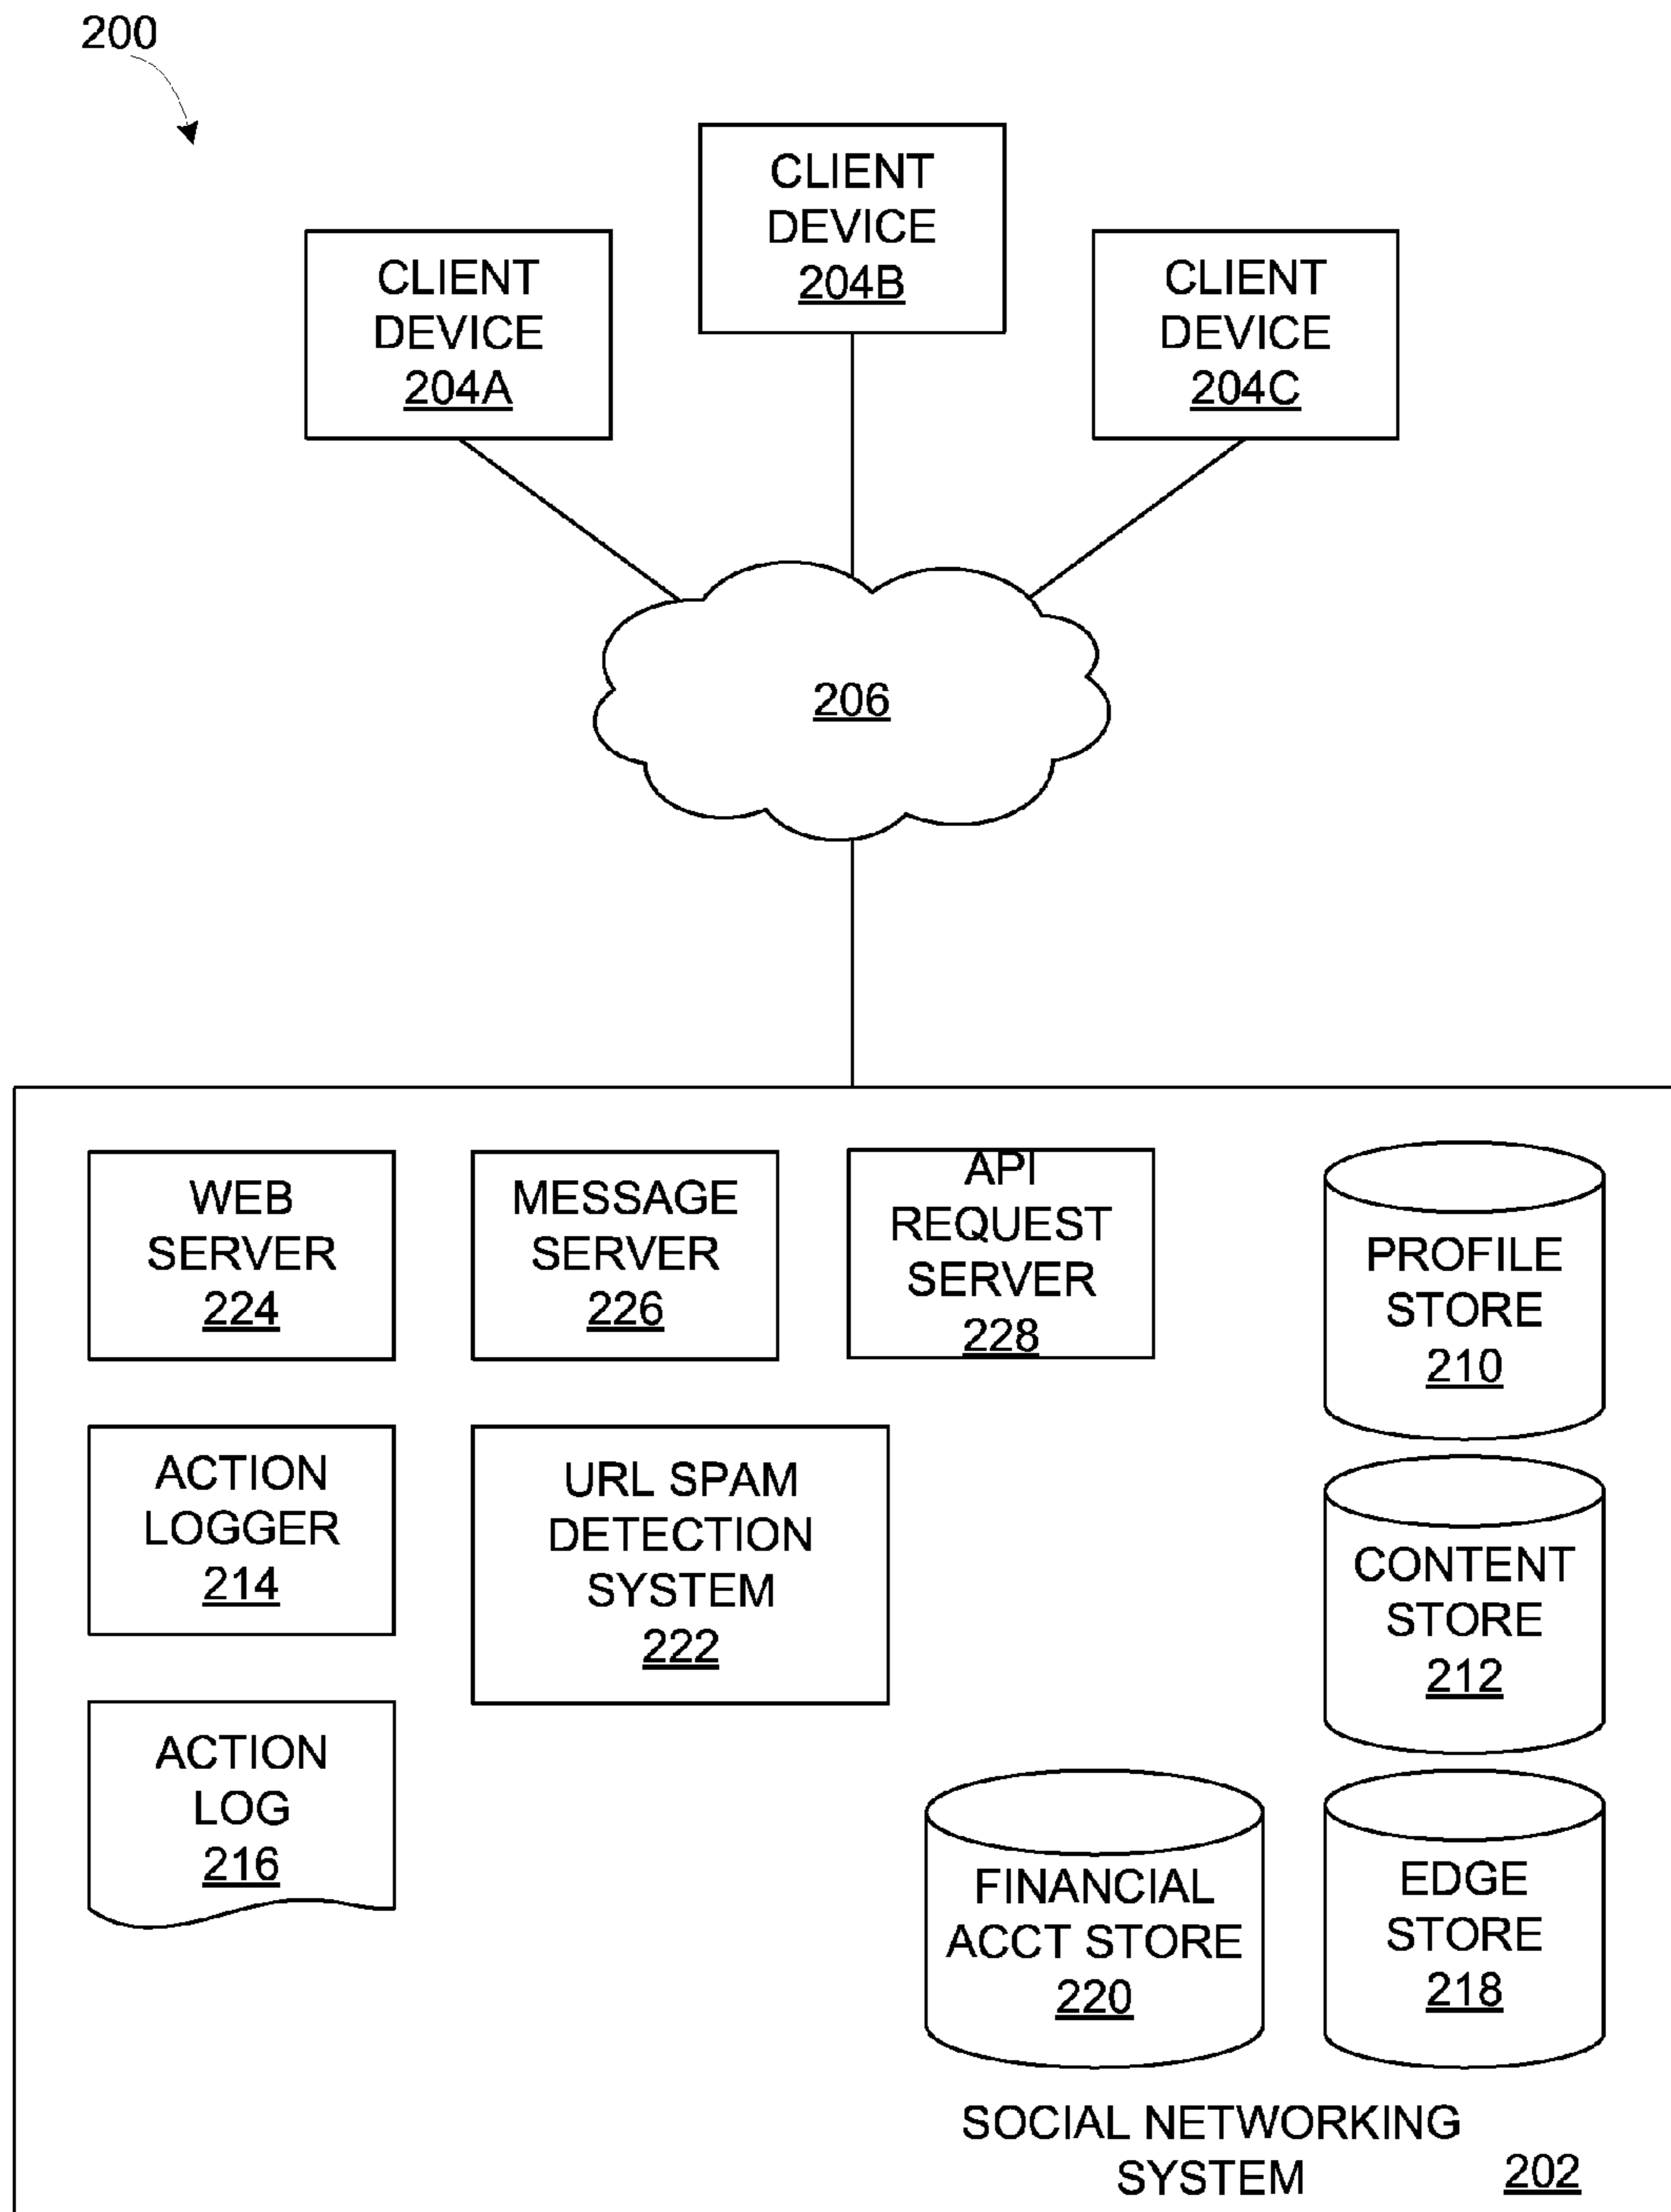 200
CLIENT
DEVICE
204A
CLIENT
DEVICE
204B
CLIENT
DEVICE
204C
206
WEB
SERVER
224
MESSAGE
SERVER
226
API
REQUEST
SERVER
228
PROFILE
STORE
210
ACTION
LOGGER
214
URL SPAM
DETECTION
SYSTEM
222
CONTENT
STORE
212
ACTION
LOG
216
FINANCIAL
ACCT STORE
220
EDGE
STORE
218
SOCIAL NETWORKING
SYSTEM
202